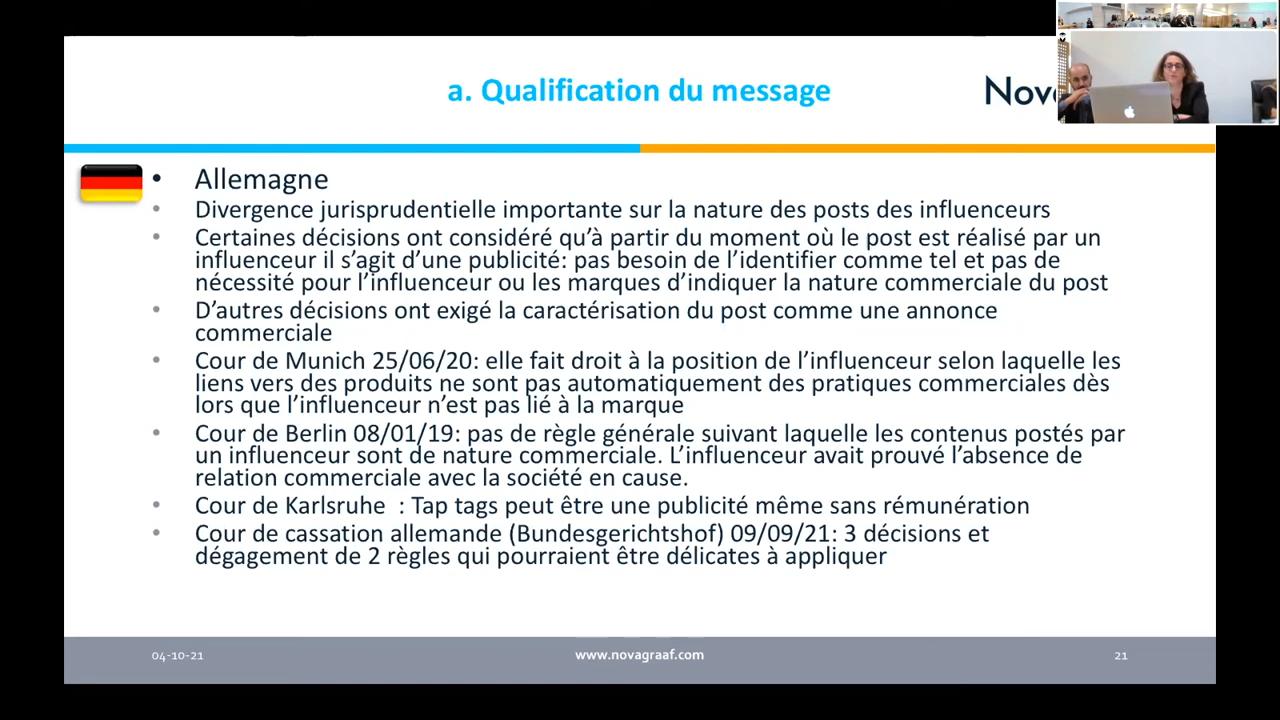 a. Qualification du message
Nov
• Allemagne
• Divergence jurisprudentielle importante sur la nature des posts des influenceurs
• Certaines décisions ont considéré qu’à partir du moment où le post est réalisé par un
influenceur il s’agit d’une publicité: pas besoin de l’identifier comme tel et pas de
nécessité pour l’influenceur ou les marques d’indiquer la nature commerciale du post
• D’autres décisions ont exigé la caractérisation du post comme une annonce
commerciale
• Cour de Munich 25/06/20: elle fait droit à la position de l’influenceur selon laquelle les
liens vers des produits ne sont pas automatiquement des pratiques commerciales dès
lors que l’influenceur n’est pas lié à la marque
• Cour de Berlin 08/01/19: pas de règle générale suivant laquelle les contenus postés par
un influenceur sont de nature commerciale. L’influenceur avait prouvé l’absence de
relation commerciale avec la société en cause.
• Cour de Karlsruhe : Tap tags peut être une publicité même sans rémunération
• Cour de cassation allemande (Bundesgerichtshof) 09/09/21: 3 décisions et
dégagement de 2 règles qui pourraient être délicates à appliquer
04-10-21
www.novagraaf.com
21